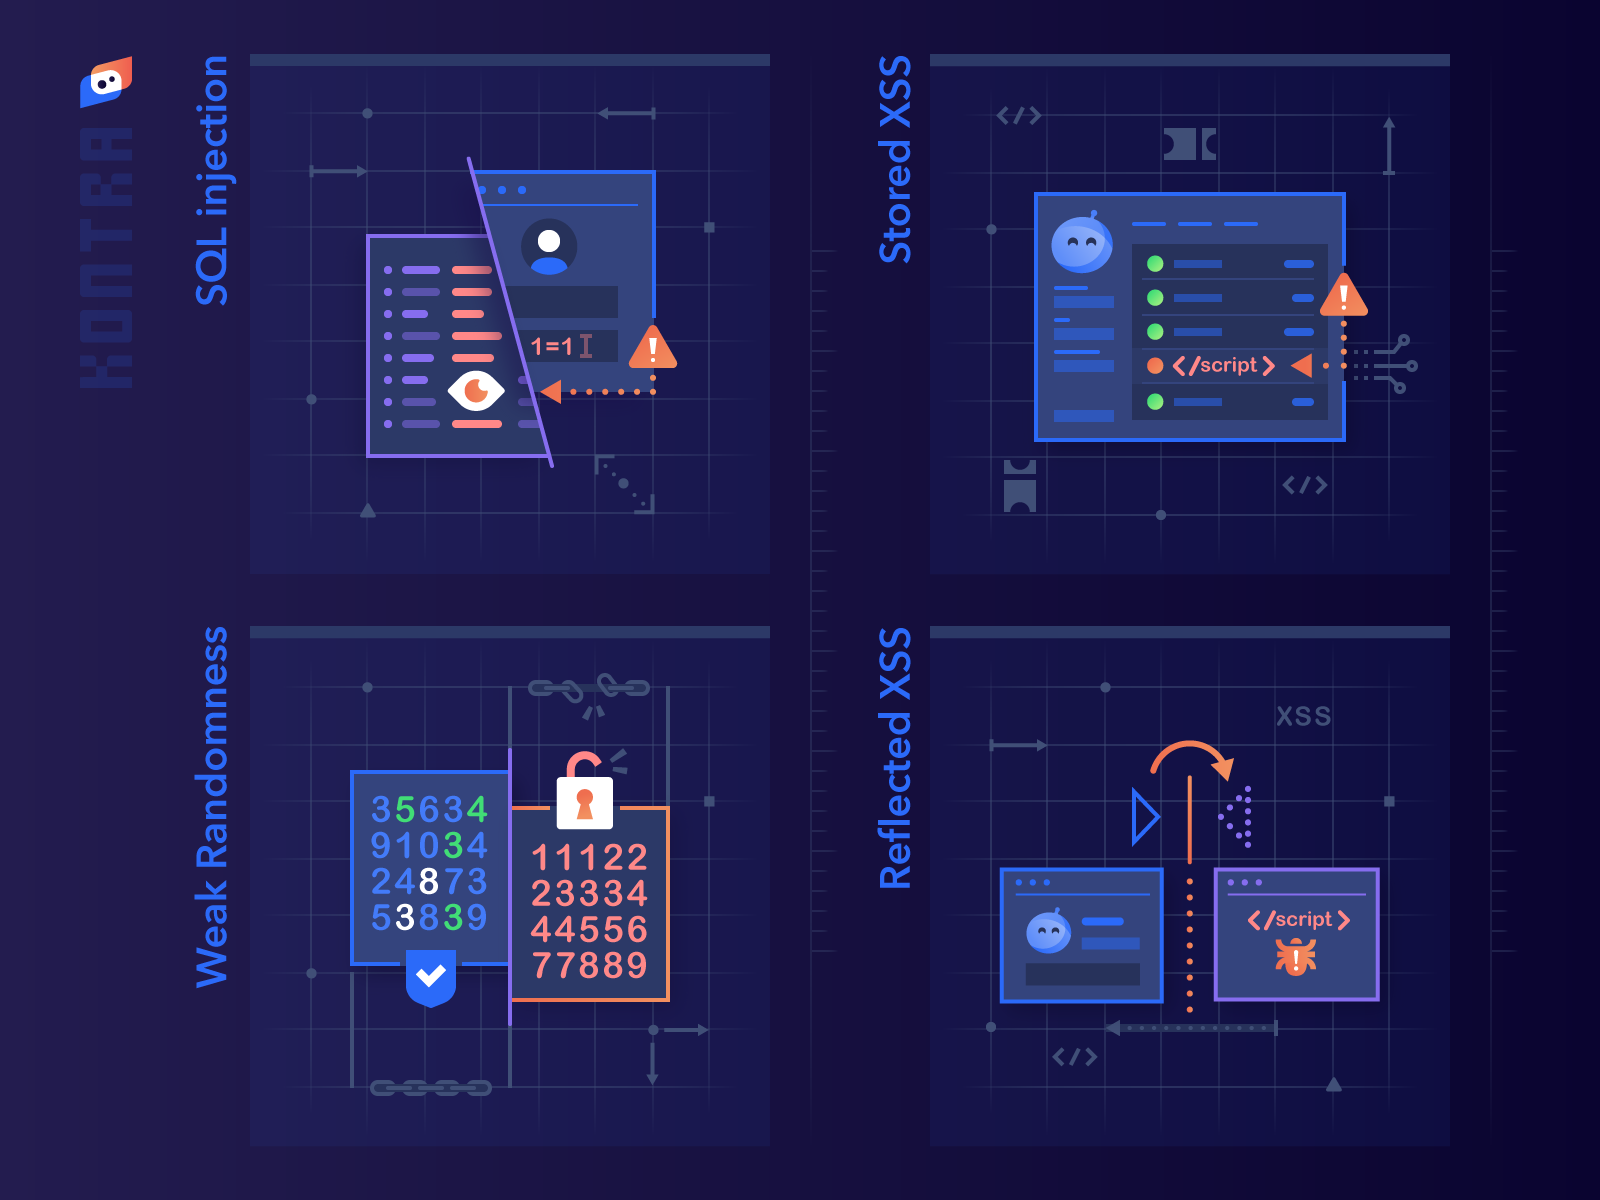 KONTRA
SQL injection
1=1
Stored XSS
</script>
Weak Randomness
35634
91034
24873
53839
11122
23334
44556
77889
Reflected XSS
XSS
</script>
</>
</>
</>